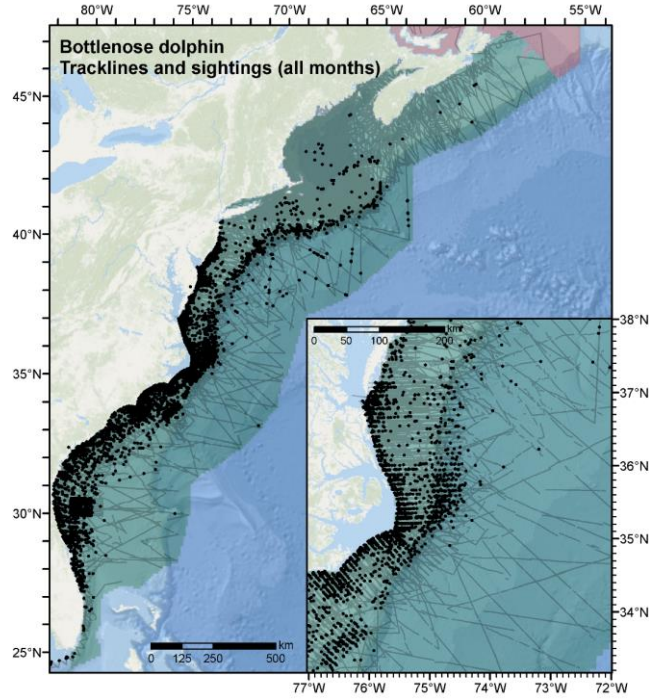 80°W 75°W 70°W 65°W 60°W 55°W
Bottlenose dolphin
Tracklines and sightings (all months)
45°N
40°N
35°N
30°N
25°N
km
0 125 250 500
km
0 50 100 200
38°N
37°N
36°N
35°N
34°N
77°W 76°W 75°W 74°W 73°W 72°W